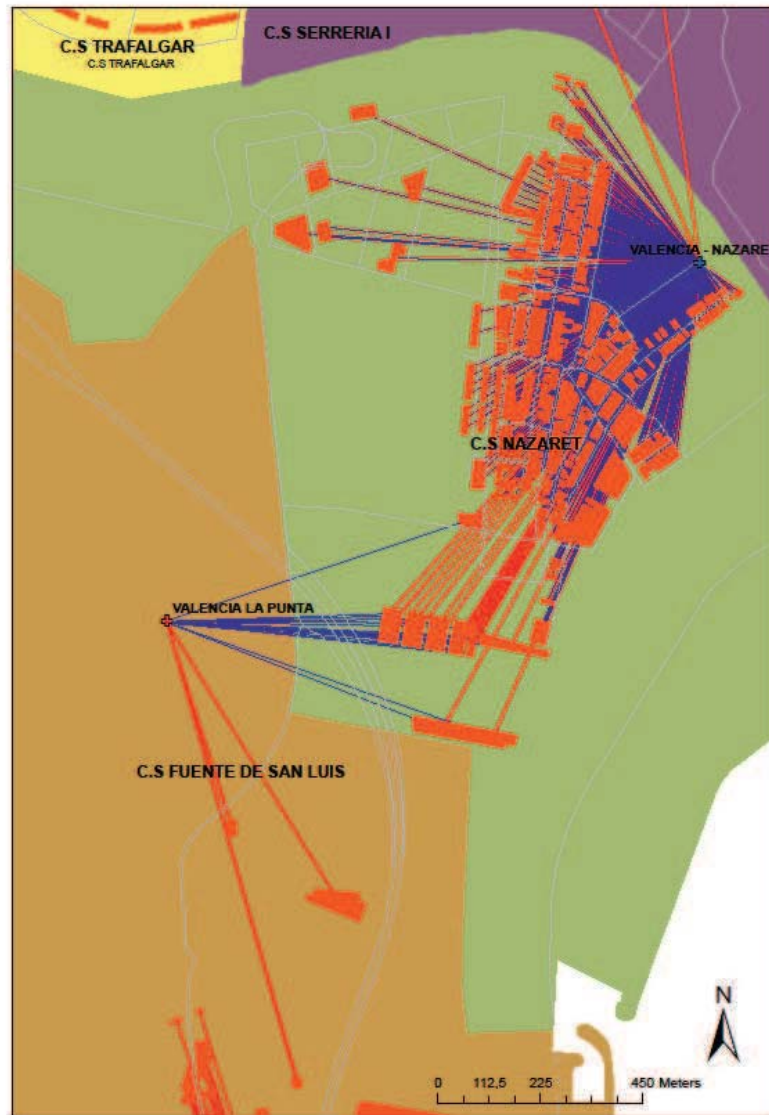 C.S TRAFALGAR
C.S TRAFALGAR
C.S SERRERIA I
VALENCIA - NAZARE
C.S NAZARET
VALENCIA LA PUNTA
C.S FUENTE DE SAN LUIS
N
0 112,5 225 450 Meters